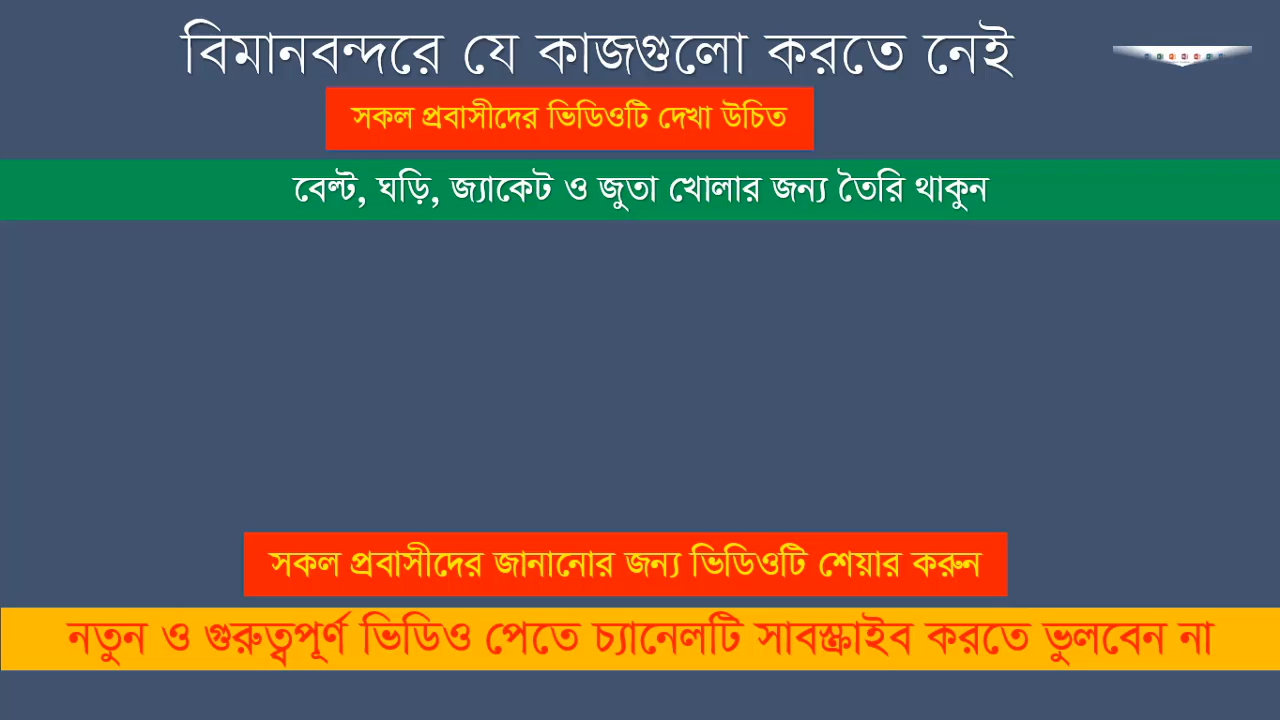 বিমানবন্দরে যে কাজগুলো করতে নেই
সকল প্রবাসীদের ভিডিওটি দেখা উচিত
বেল্ট, ঘড়ি, জ্যাকেট ও জুতা খোলার জন্য তৈরি থাকুন
সকল প্রবাসীদের জানানোর জন্য ভিডিওটি শেয়ার করুন
নতুন ও গুরুত্বপূর্ণ ভিডিও পেতে চ্যানেলটি সাবস্ক্রাইব করতে ভুলবেন না